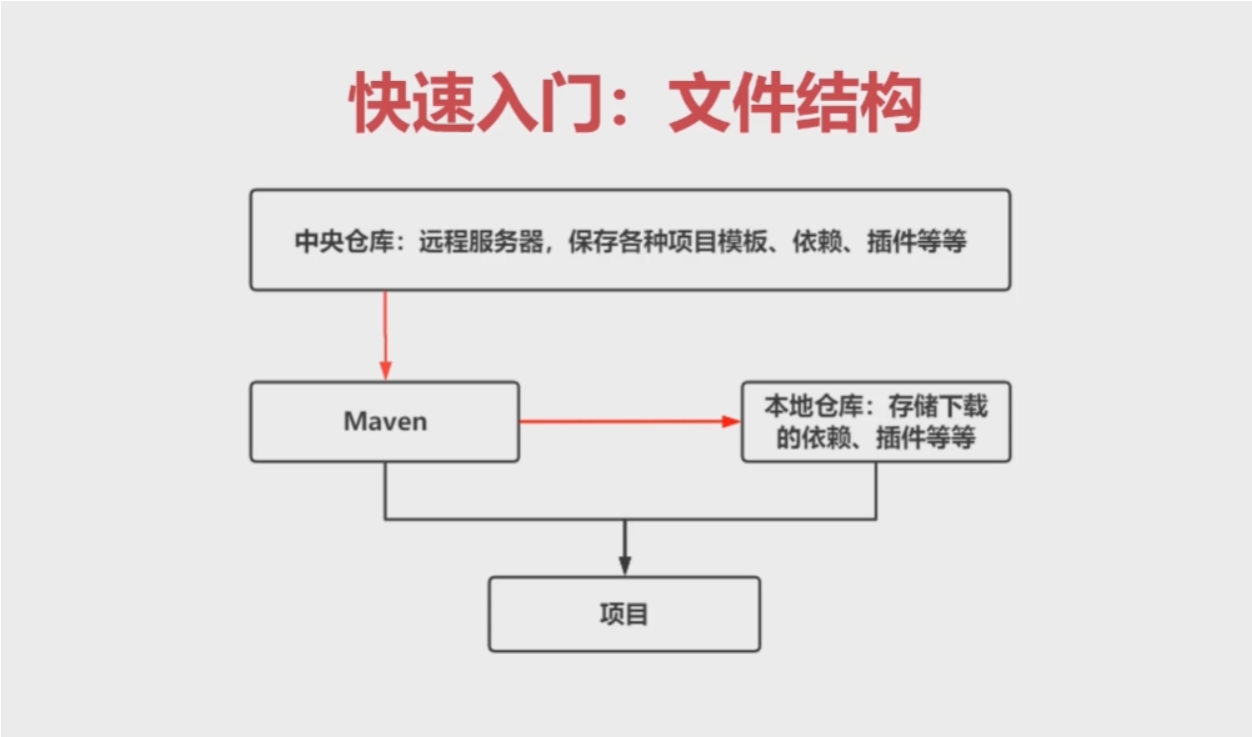 快速入门：文件结构
中央仓库：远程服务器，保存各种项目模板、依赖、插件等等
Maven
本地仓库：存储下载
的依赖、插件等等
项目